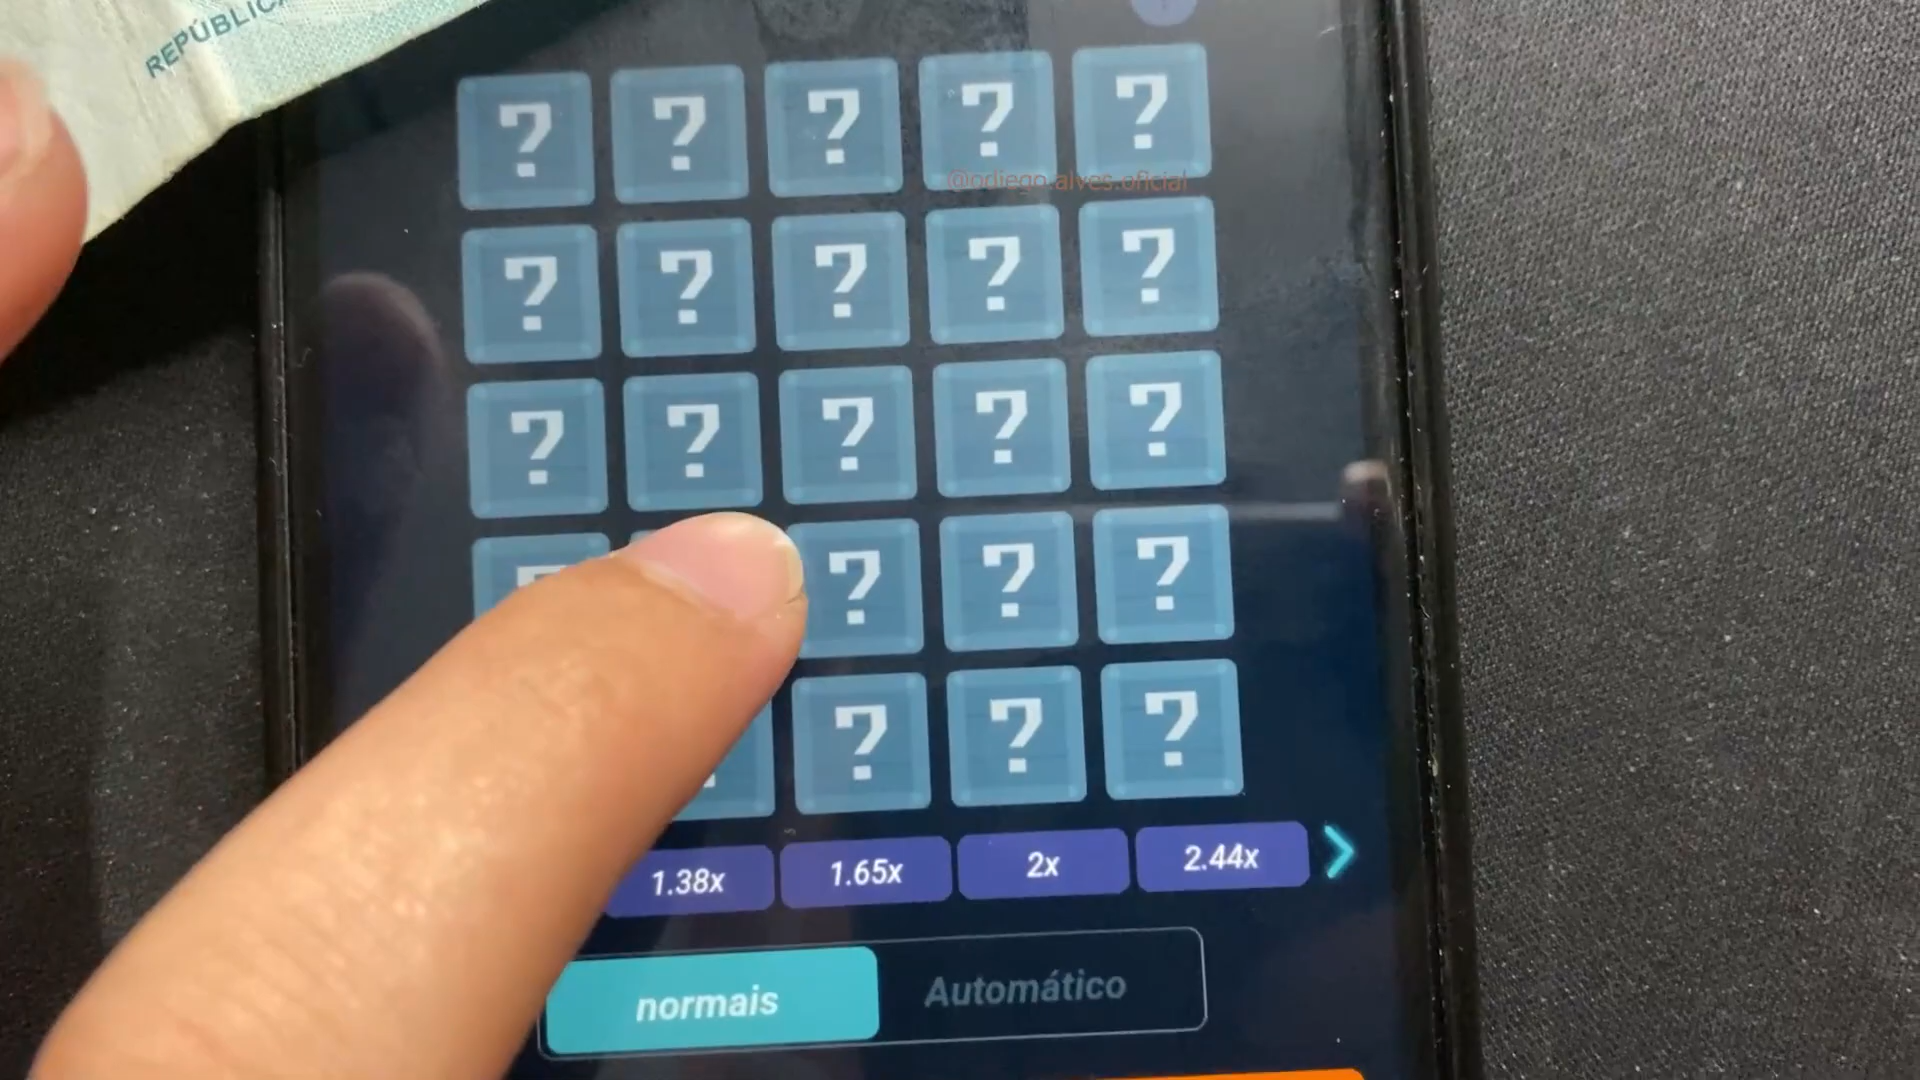 REPÚBLICA
? ? ? ? ?
@odiego.alves.oficial
? ? ? ? ?
? ? ? ? ?
? ? ?
? ? ?
1.38x 1.65x 2x 2.44x
normais Automático